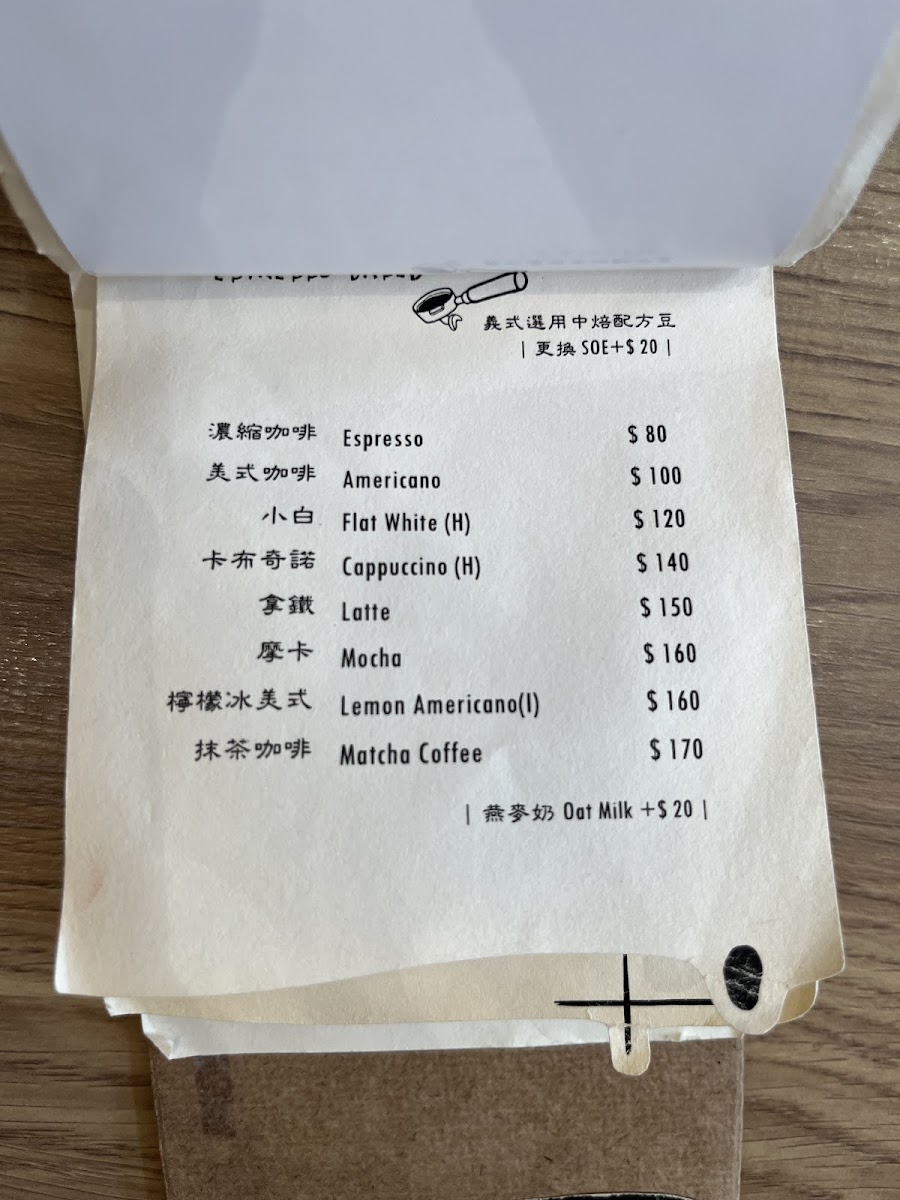 義式選用中焙配方豆
| 更換 SOE+$ 20 |
濃縮咖啡 Espresso $ 80
美式咖啡 Americano $ 100
小白 Flat White (H) $ 120
卡布奇諾 Cappuccino (H) $ 140
拿鐵 Latte $ 150
摩卡 Mocha $ 160
檸檬冰美式 Lemon Americano(I) $ 160
抹茶咖啡 Matcha Coffee $ 170
| 燕麥奶 Oat Milk +$ 20 |